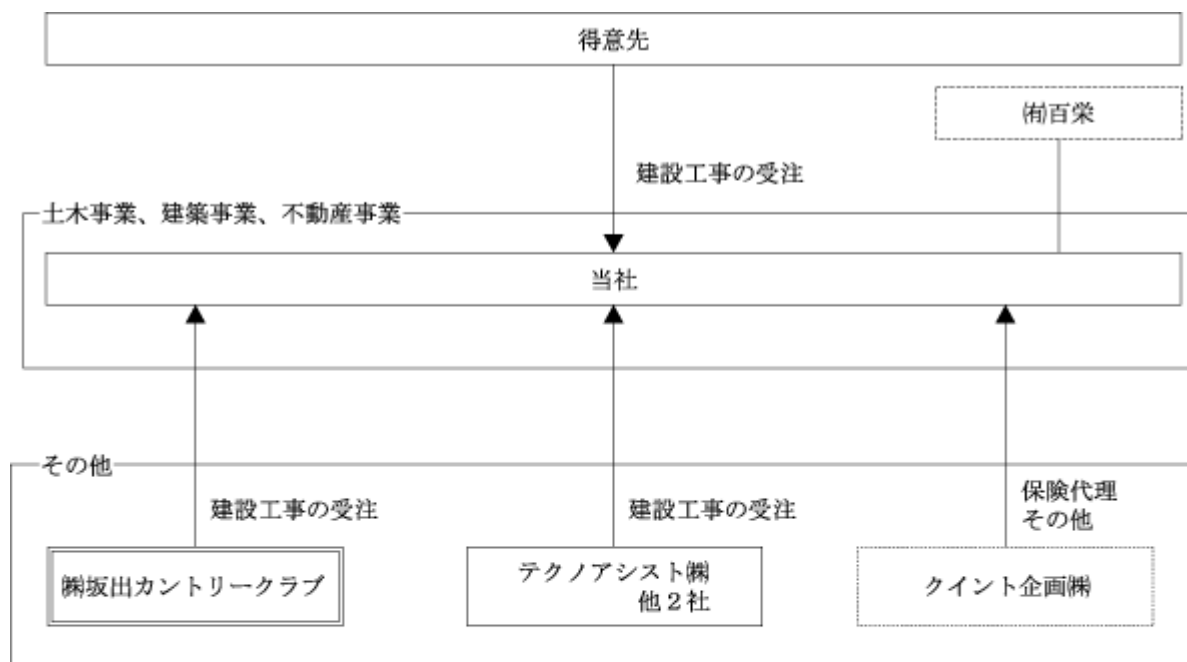 得意先
㈲百栄
建設工事の受注
土木事業、建築事業、不動産事業
当社
その他
建設工事の受注
建設工事の受注
保険代理
その他
㈱坂出カントリークラブ
テクノアシスト㈱
他２社
クイント企画㈱